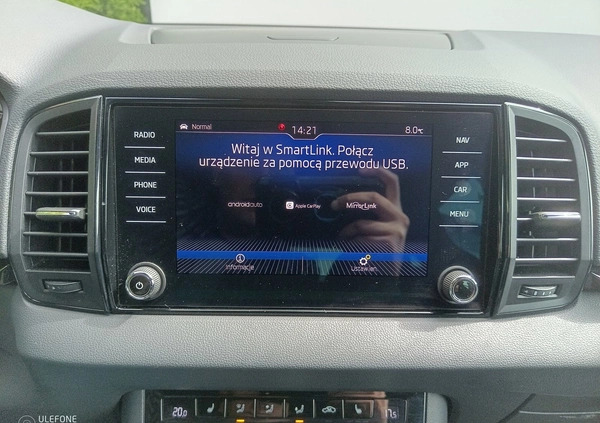 Normal 14:21 8.0°C
Witaj w SmartLink. Połącz
urządzenie za pomocą przewodu USB.
androidauto Apple CarPlay MirrorLink
Informacje Ustawien.
RADIO
MEDIA
PHONE
VOICE
NAV
APP
CAR
MENU
20.0
ULEFONE